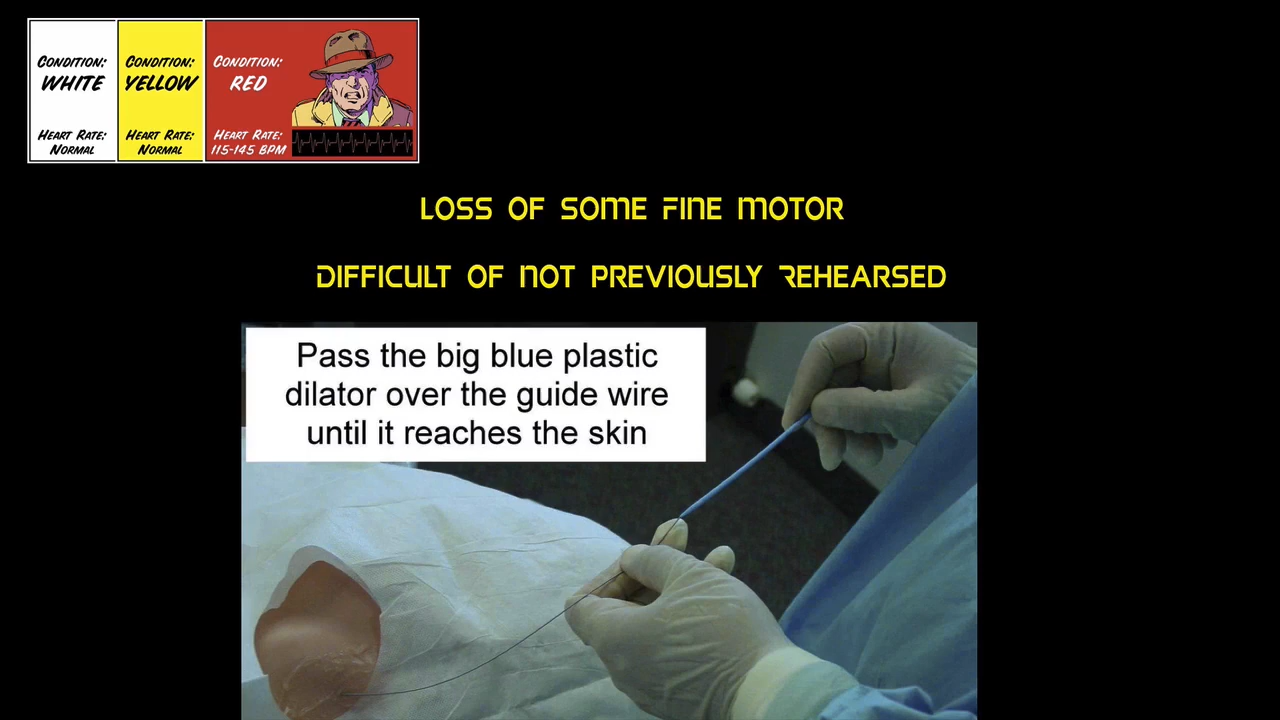 CONDITION:
WHITE
HEART RATE:
NORMAL
CONDITION:
YELLOW
HEART RATE:
NORMAL
CONDITION:
RED
HEART RATE:
115-145 BPM
LOSS OF SOME FINE MOTOR
DIFFICULT OF NOT PREVIOUSLY REHEARSED
Pass the big blue plastic
dilator over the guide wire
until it reaches the skin